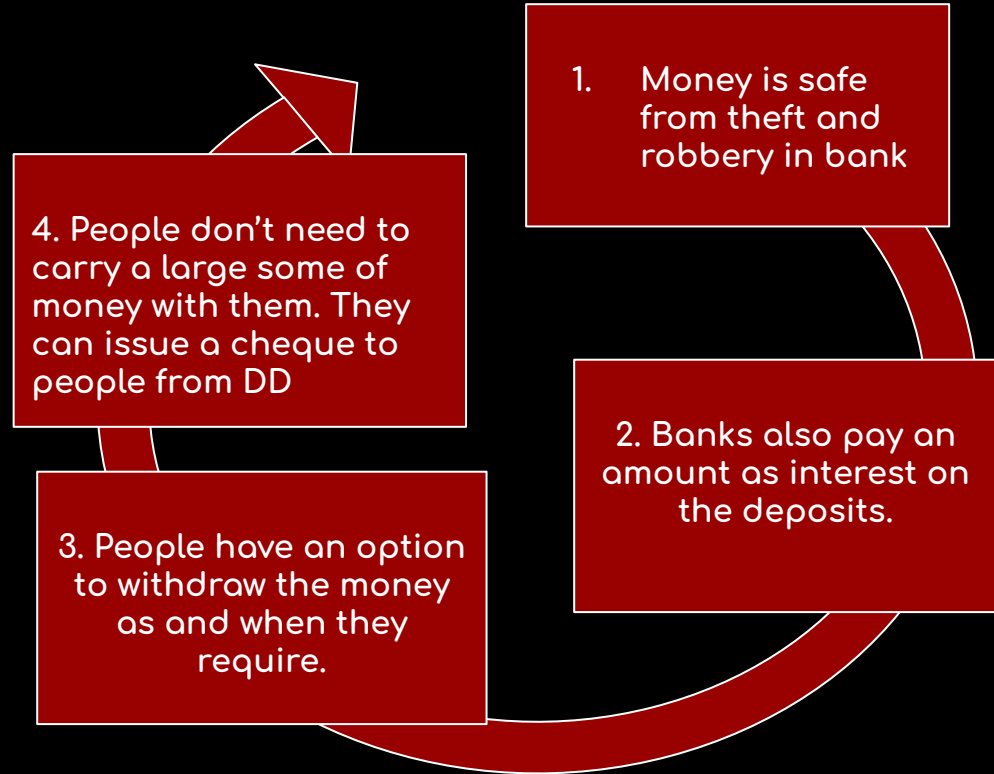 1. Money is safe
from theft and
robbery in bank
2. Banks also pay an
amount as interest on
the deposits.
3. People have an option
to withdraw the money
as and when they
require.
4. People don’t need to
carry a large some of
money with them. They
can issue a cheque to
people from DD